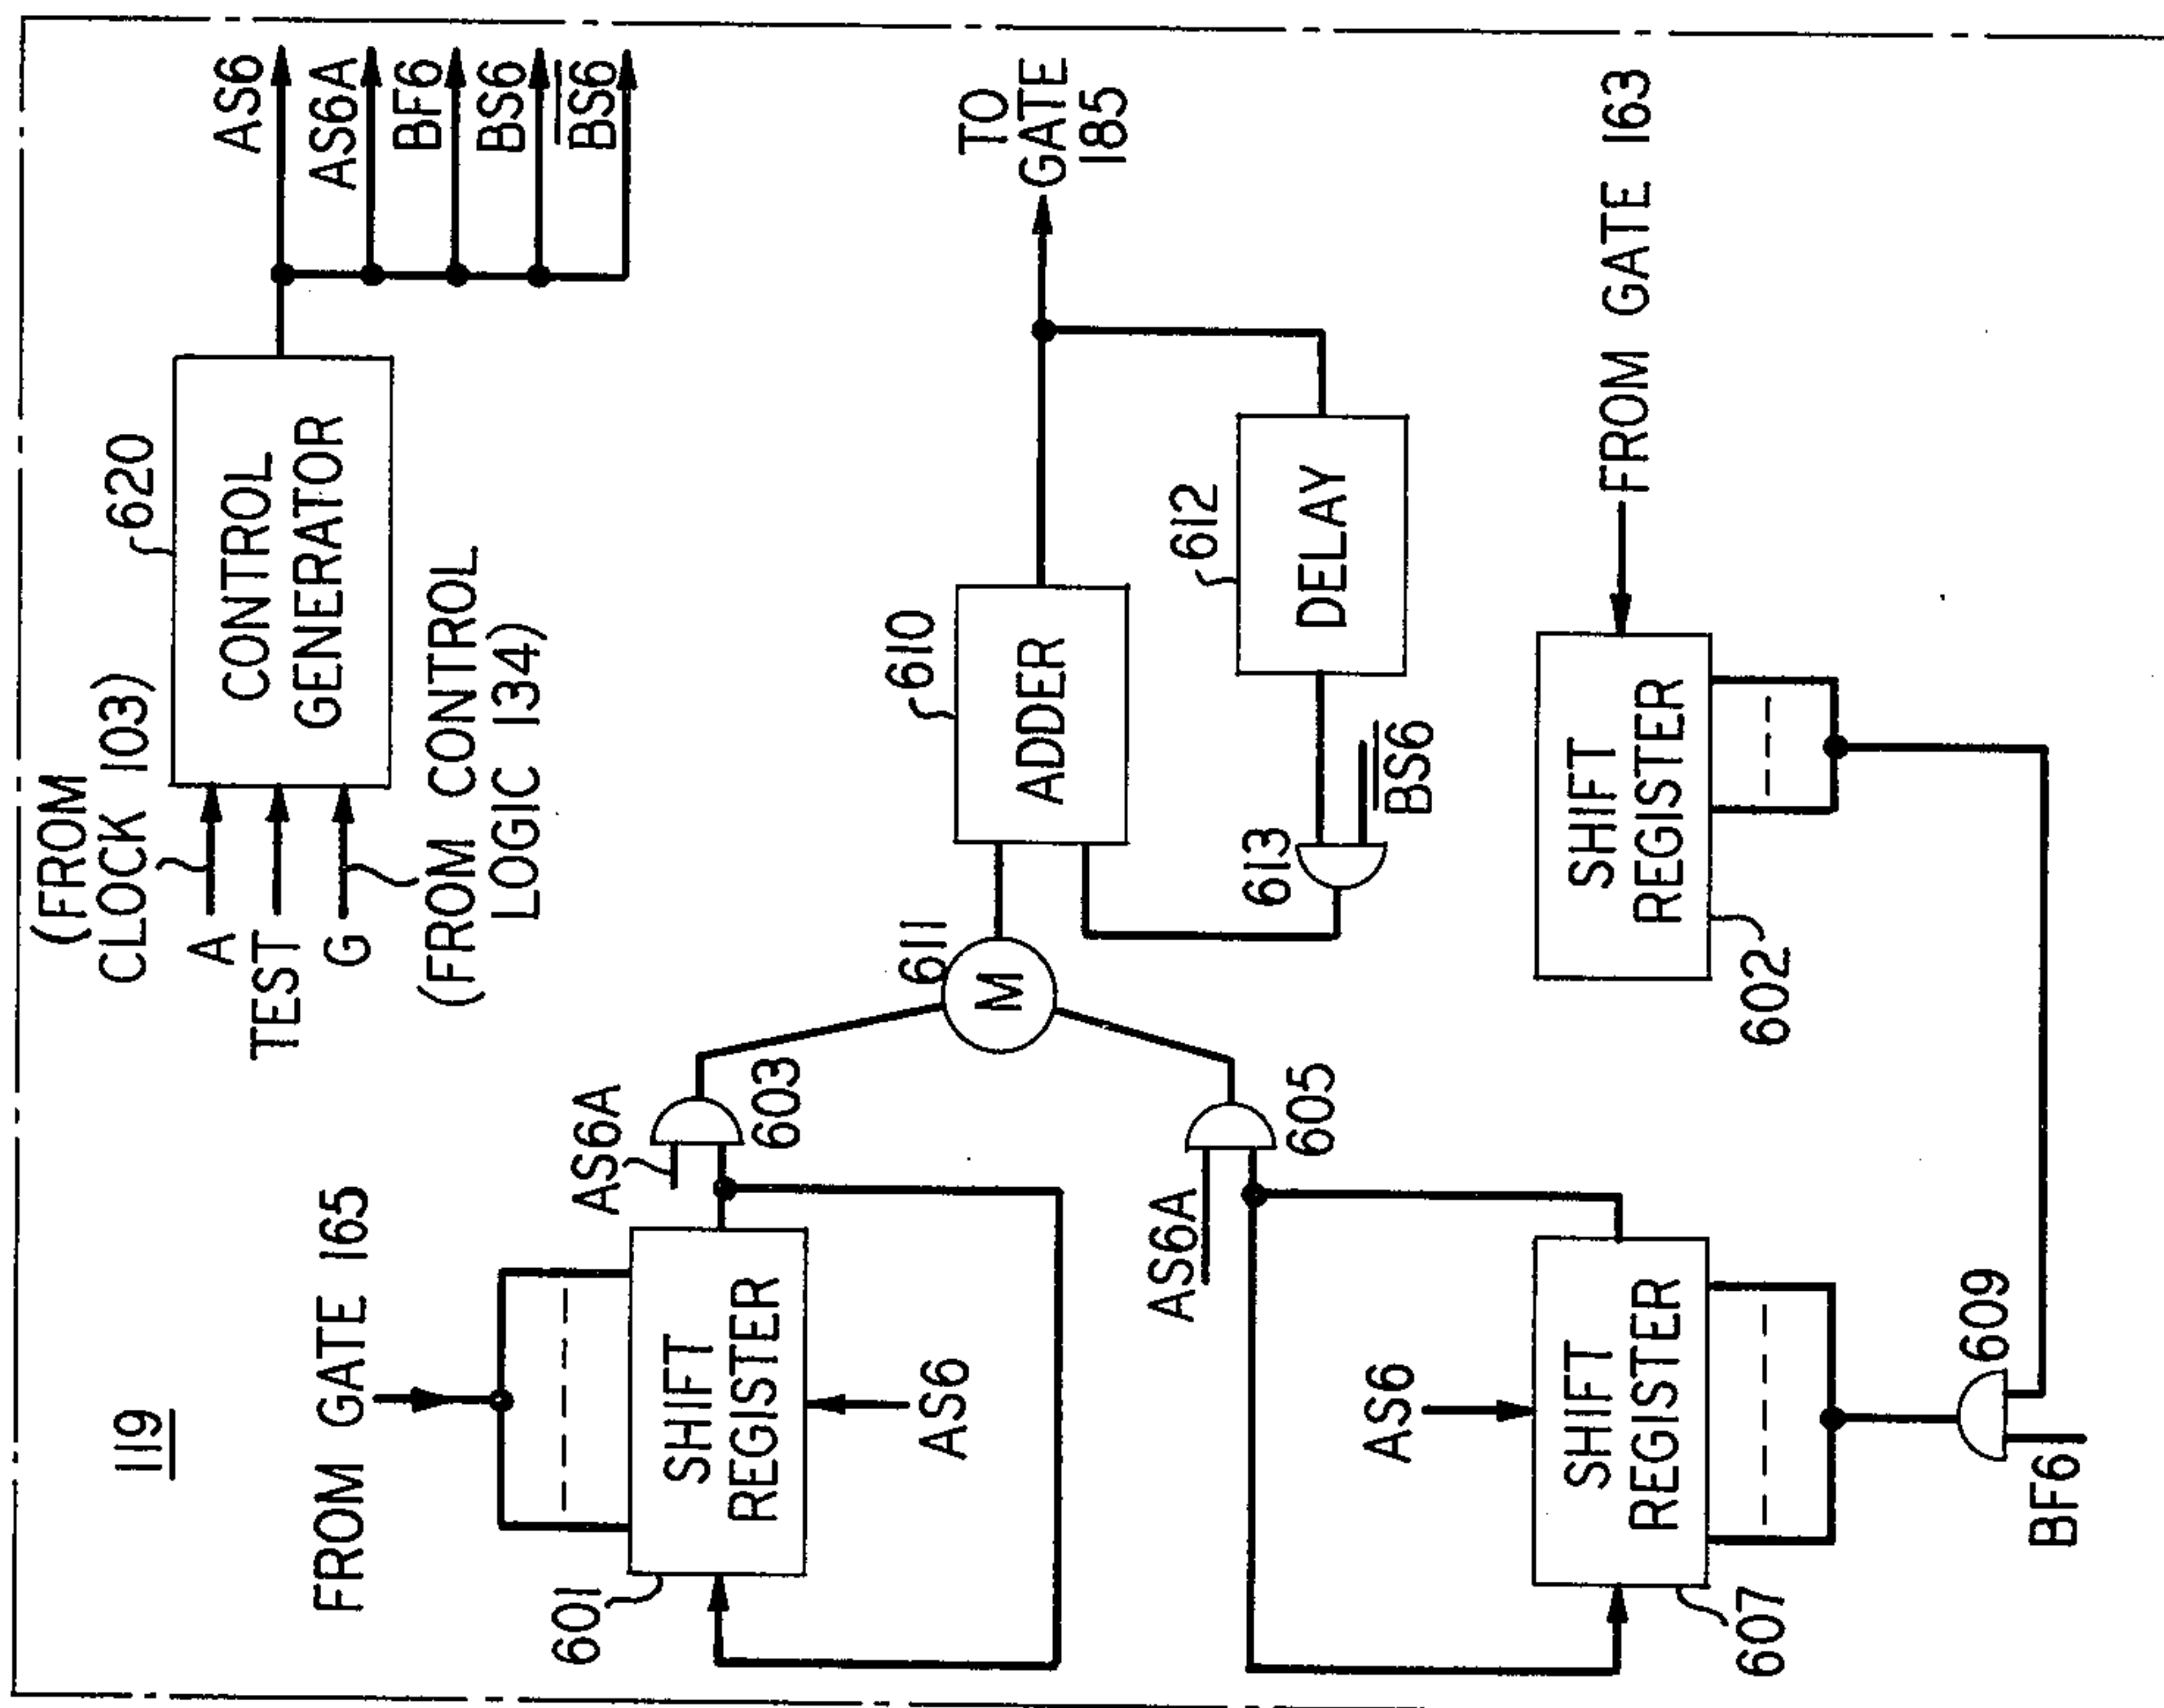 119
FROM GATE 165
601
SHIFT
REGISTER
AS6
AS6A
603
AS6
SHIFT
REGISTER
607
AS6A
605
BF6
609
611
M
(FROM
CLOCK 103)
A
TEST
G
(FROM CONTROL
LOGIC 134)
620
CONTROL
GENERATOR
AS6
AS6A
BF6
BS6
BS6
610
ADDER
TO
GATE
185
612
DELAY
613
BS6
SHIFT
REGISTER
602
FROM GATE 163